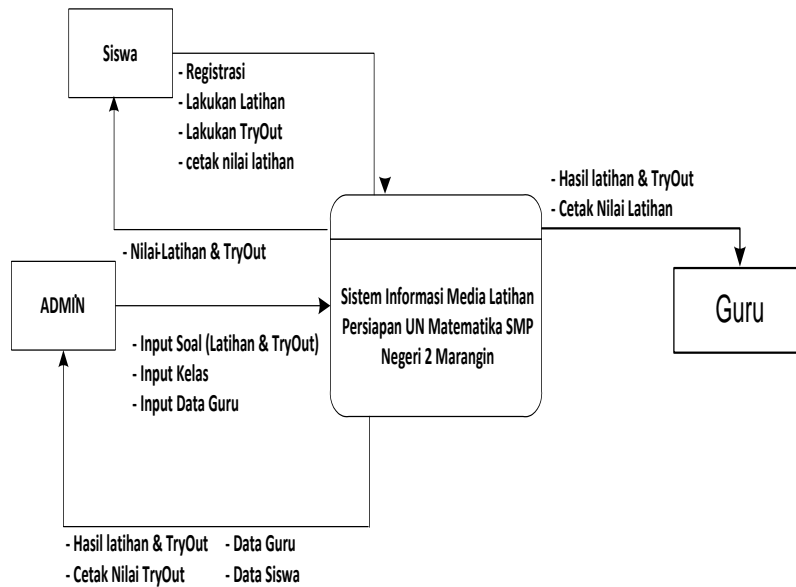 Siswa
- Registrasi
- Lakukan Latihan
- Lakukan TryOut
- cetak nilai latihan
- Hasil latihan & TryOut
- Cetak Nilai Latihan
- Nilai-Latihan & TryOut
ADMIN
Sistem Informasi Media Latihan
Persiapan UN Matematika SMP
Negeri 2 Marangin
Guru
- Input Soal (Latihan & TryOut)
- Input Kelas
- Input Data Guru
- Hasil latihan & TryOut - Data Guru
- Cetak Nilai TryOut - Data Siswa